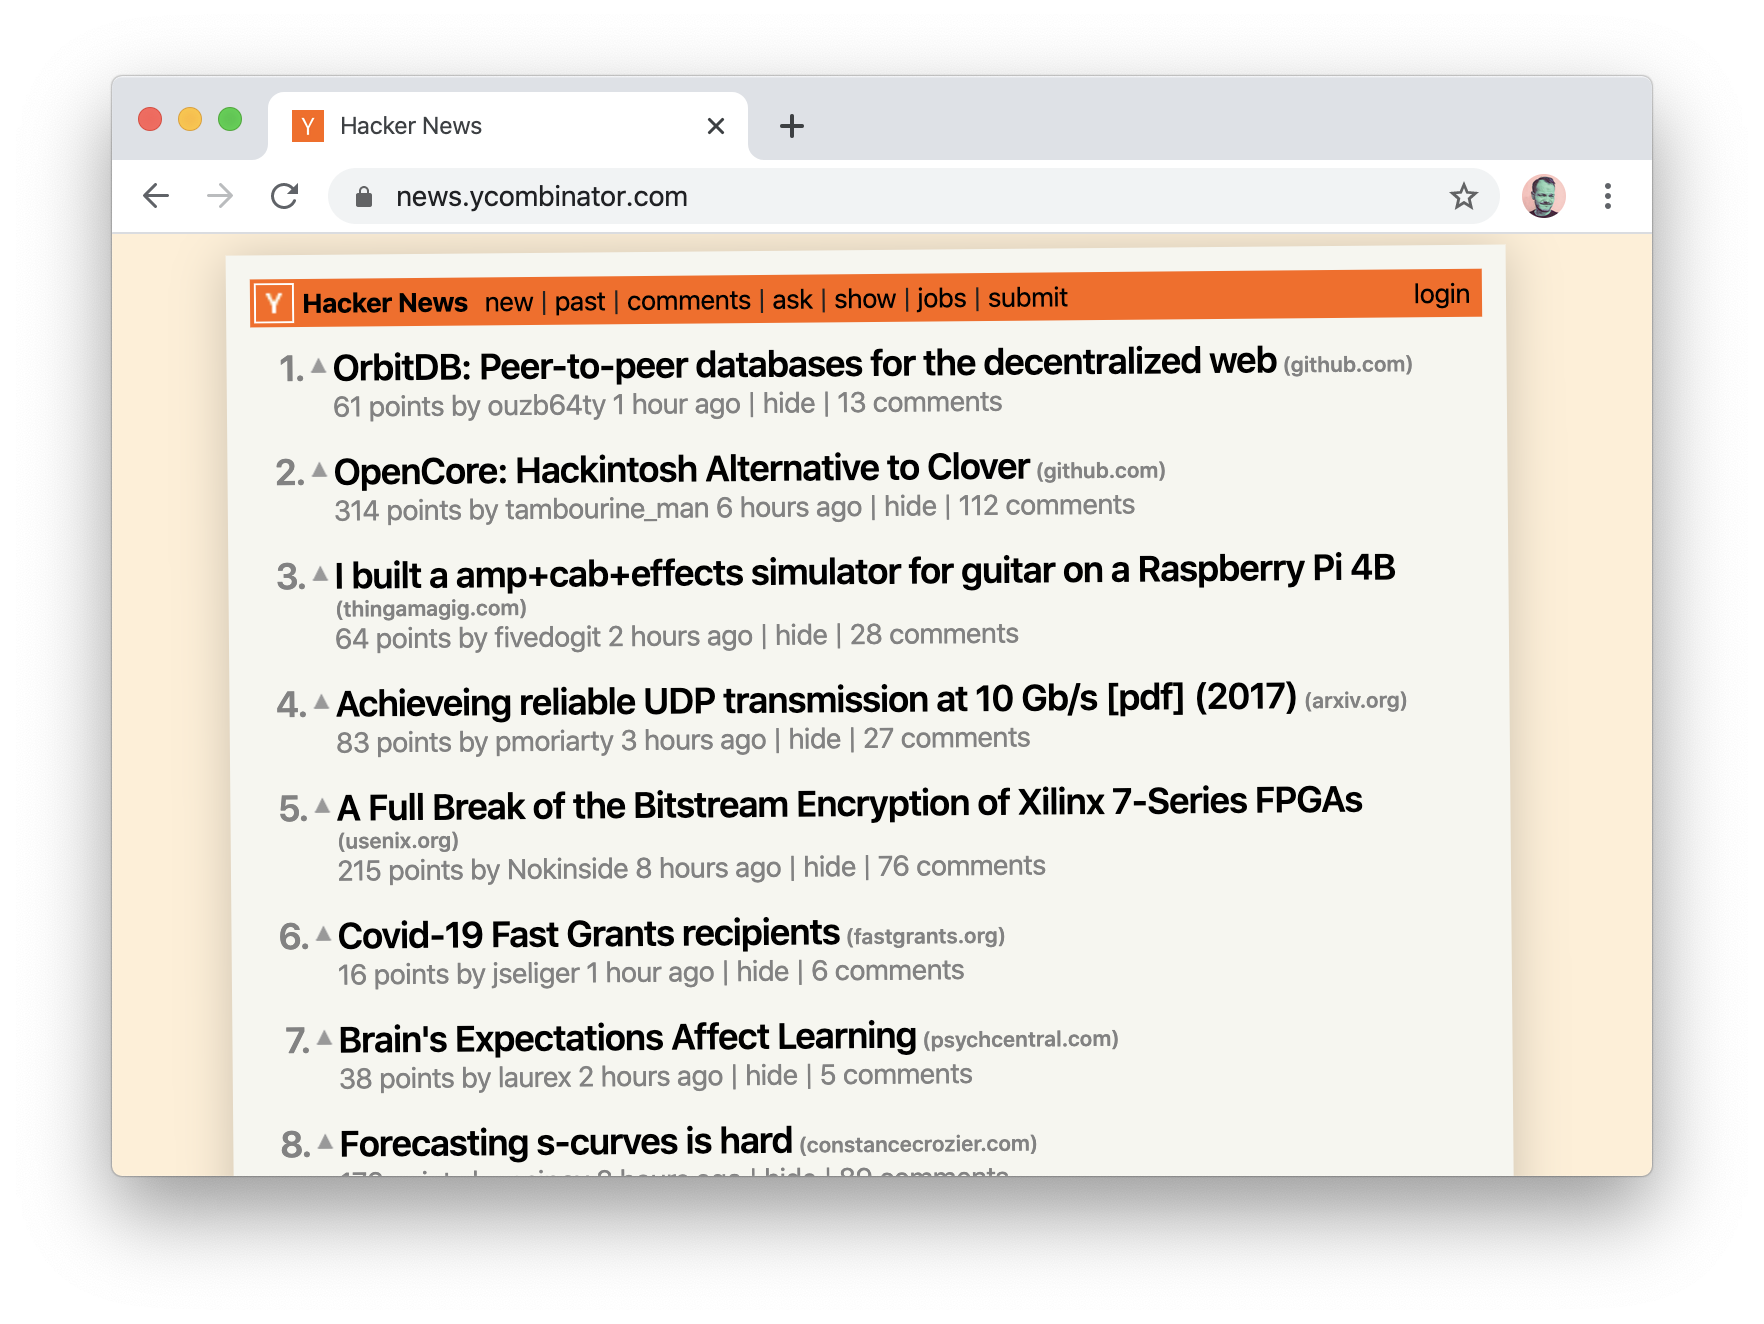 Y Hacker News
news.ycombinator.com
Y Hacker News new | past | comments | ask | show | jobs | submit login
1. ▲ OrbitDB: Peer-to-peer databases for the decentralized web (github.com)
61 points by ouzb64ty 1 hour ago | hide | 13 comments
2. ▲ OpenCore: Hackintosh Alternative to Clover (github.com)
314 points by tambourine_man 6 hours ago | hide | 112 comments
3. ▲ I built a amp+cab+effects simulator for guitar on a Raspberry Pi 4B
(thingamagig.com)
64 points by fivedogit 2 hours ago | hide | 28 comments
4. ▲ Achieveing reliable UDP transmission at 10 Gb/s [pdf] (2017) (arxiv.org)
83 points by pmoriarty 3 hours ago | hide | 27 comments
5. ▲ A Full Break of the Bitstream Encryption of Xilinx 7-Series FPGAs
(usenix.org)
215 points by Nokinside 8 hours ago | hide | 76 comments
6. ▲ Covid-19 Fast Grants recipients (fastgrants.org)
16 points by jseliger 1 hour ago | hide | 6 comments
7. ▲ Brain's Expectations Affect Learning (psychcentral.com)
38 points by laurex 2 hours ago | hide | 5 comments
8. ▲ Forecasting s-curves is hard (constancecrozier.com)
hours ago | hide | 89 comments